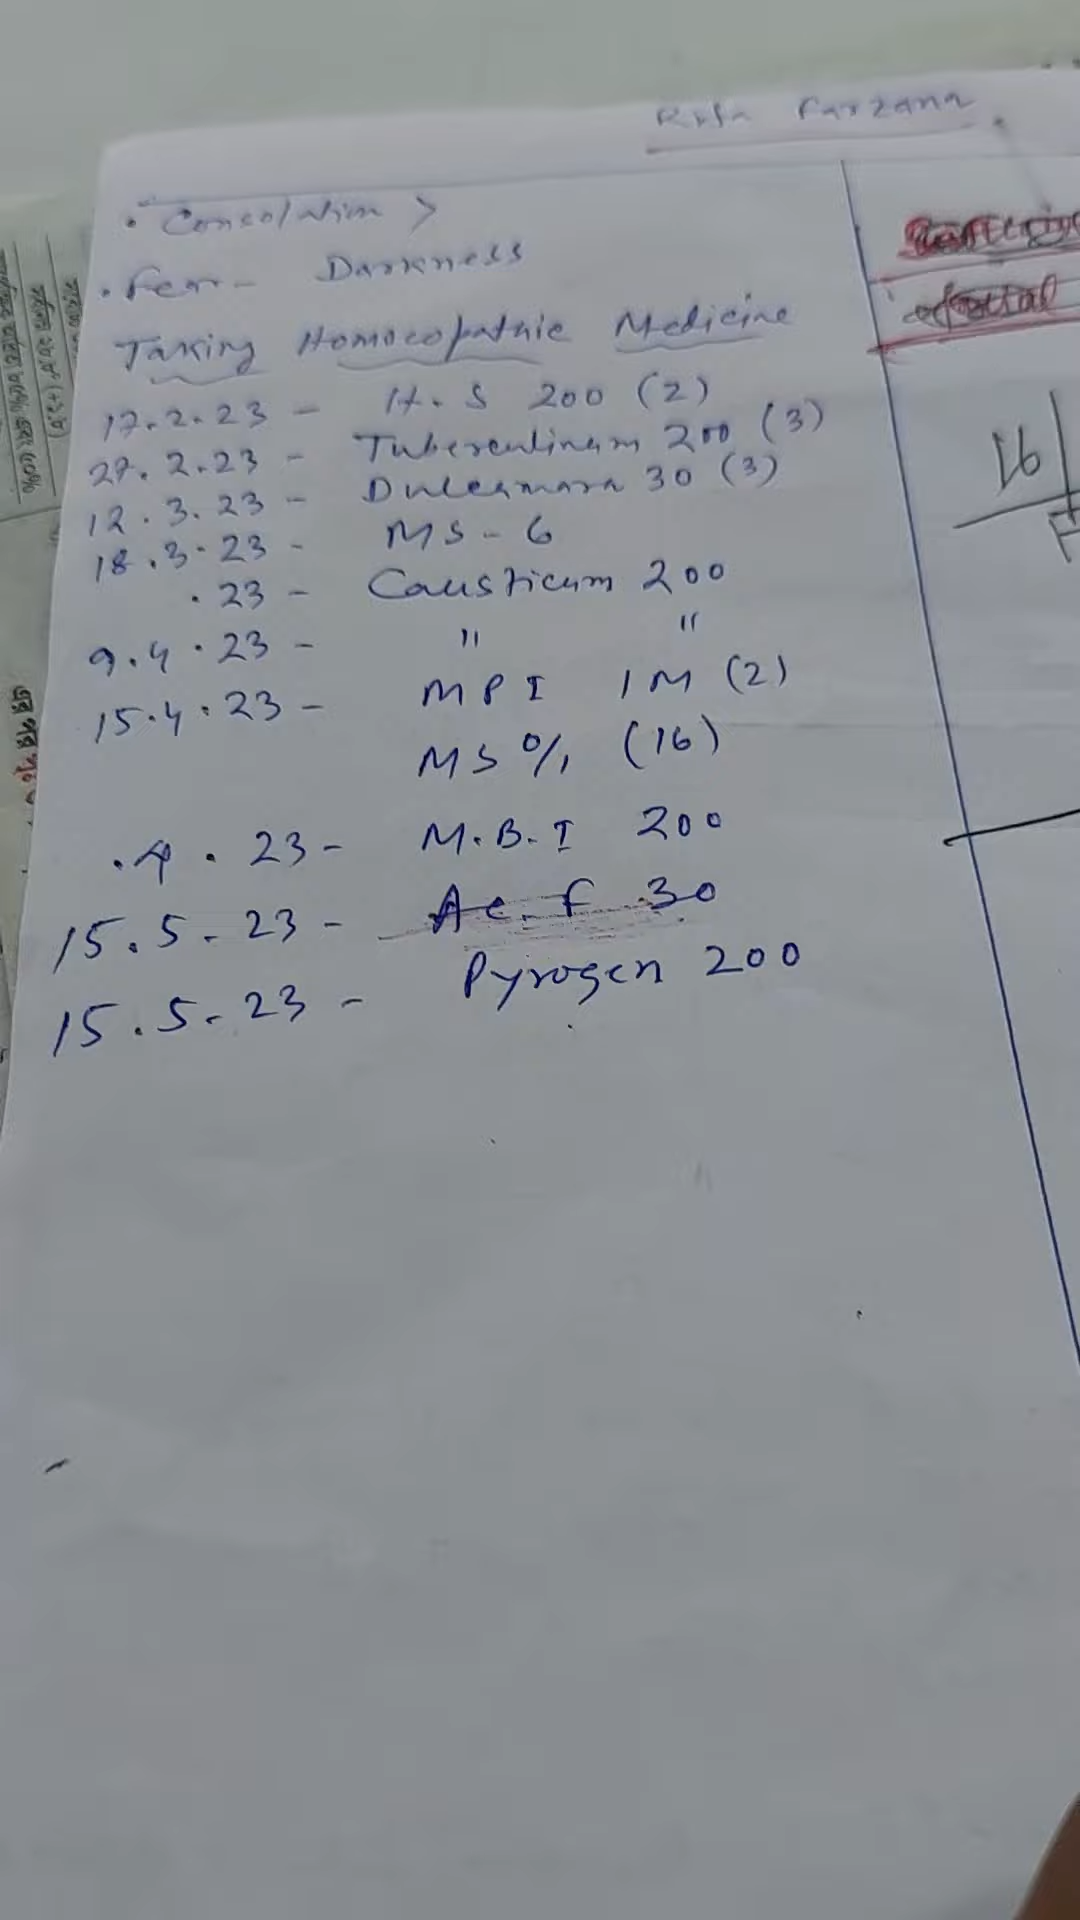 Farzana
• Consolation >
• Fear - Darkness
Taking Homoeopathic Medicine
17.2.23 - H.S 200 (2)
27.2.23 - Tuberculinum 200 (3)
12.3.23 - Dulcamara 30 (3)
18.3.23 - MS - 6
.23 - Causticum 200
9.4.23 - " "
15.4.23 - MPI 1M (2)
MS % (16)
.4.23 - M.B.I 200
15.5.23 - Ac. F 30
15.5.23 - Pyrogen 200
16